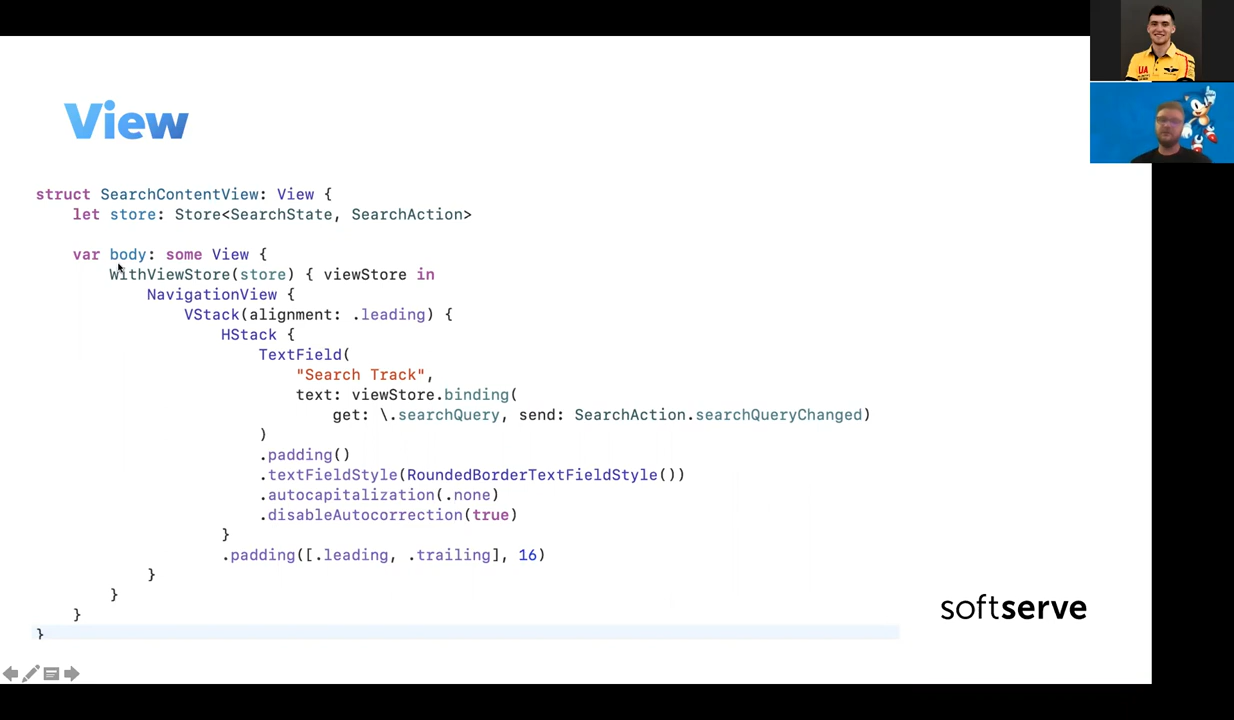 View
struct SearchContentView: View {
    let store: Store<SearchState, SearchAction>
    var body: some View {
        WithViewStore(store) { viewStore in
            NavigationView {
                VStack(alignment: .leading) {
                    HStack {
                        TextField(
                            "Search Track",
                            text: viewStore.binding(
                                get: \.searchQuery, send: SearchAction.searchQueryChanged)
                        )
                        .padding()
                        .textFieldStyle(RoundedBorderTextFieldStyle())
                        .autocapitalization(.none)
                        .disableAutocorrection(true)
                    }
                    .padding([.leading, .trailing], 16)
            }
        }
    }
}
softserve
UA